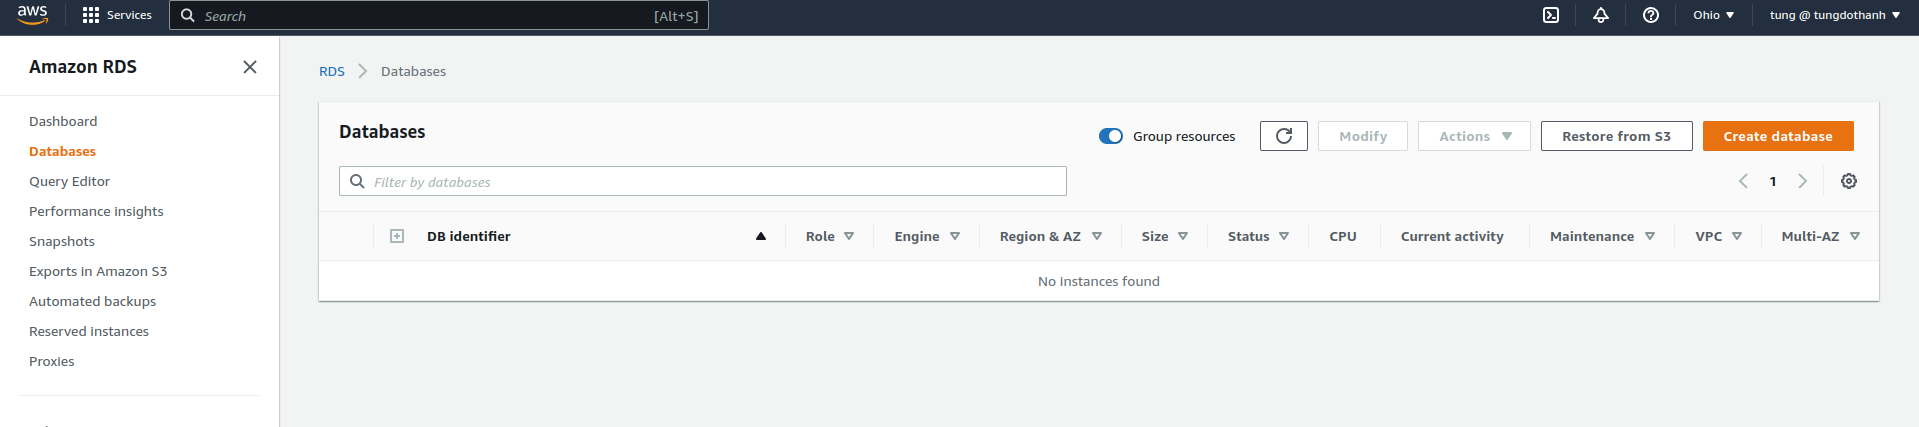 aws Services Search [Alt+S] Ohio tung @ tungdothanh
Amazon RDS
Dashboard
Databases
Query Editor
Performance insights
Snapshots
Exports in Amazon S3
Automated backups
Reserved instances
Proxies
RDS Databases
Databases
Group resources Modify Actions Restore from S3 Create database
Filter by databases 1
DB identifier Role Engine Region & AZ Size Status CPU Current activity Maintenance VPC Multi-AZ
No instances found